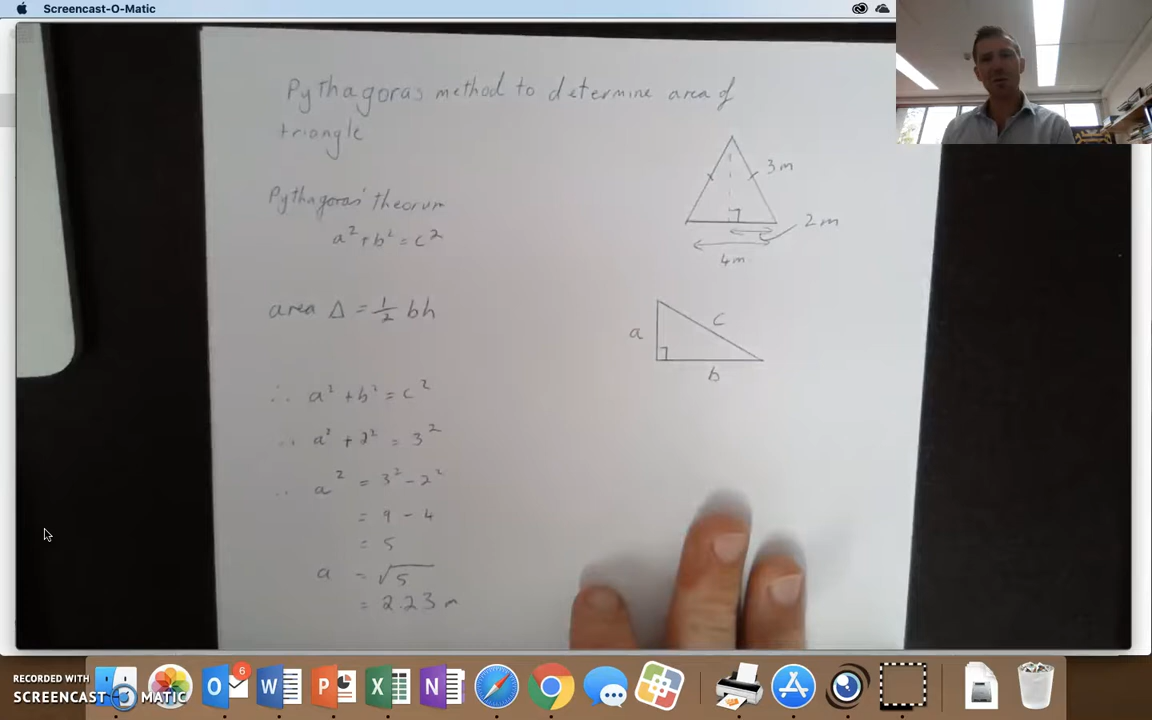 Screencast-O-Matic
Pythagoras method to determine area of
triangle
3m
Pythagoras' theorum
a² + b² = c²
2m
4m
area Δ = 1/2 bh
a
c
b
∴ a² + b² = c²
∴ a² + 2² = 3²
∴ a² = 3² - 2²
= 9 - 4
= 5
a = √5
= 2.23 m
6
RECORDED WITH
SCREENCAST-O-MATIC